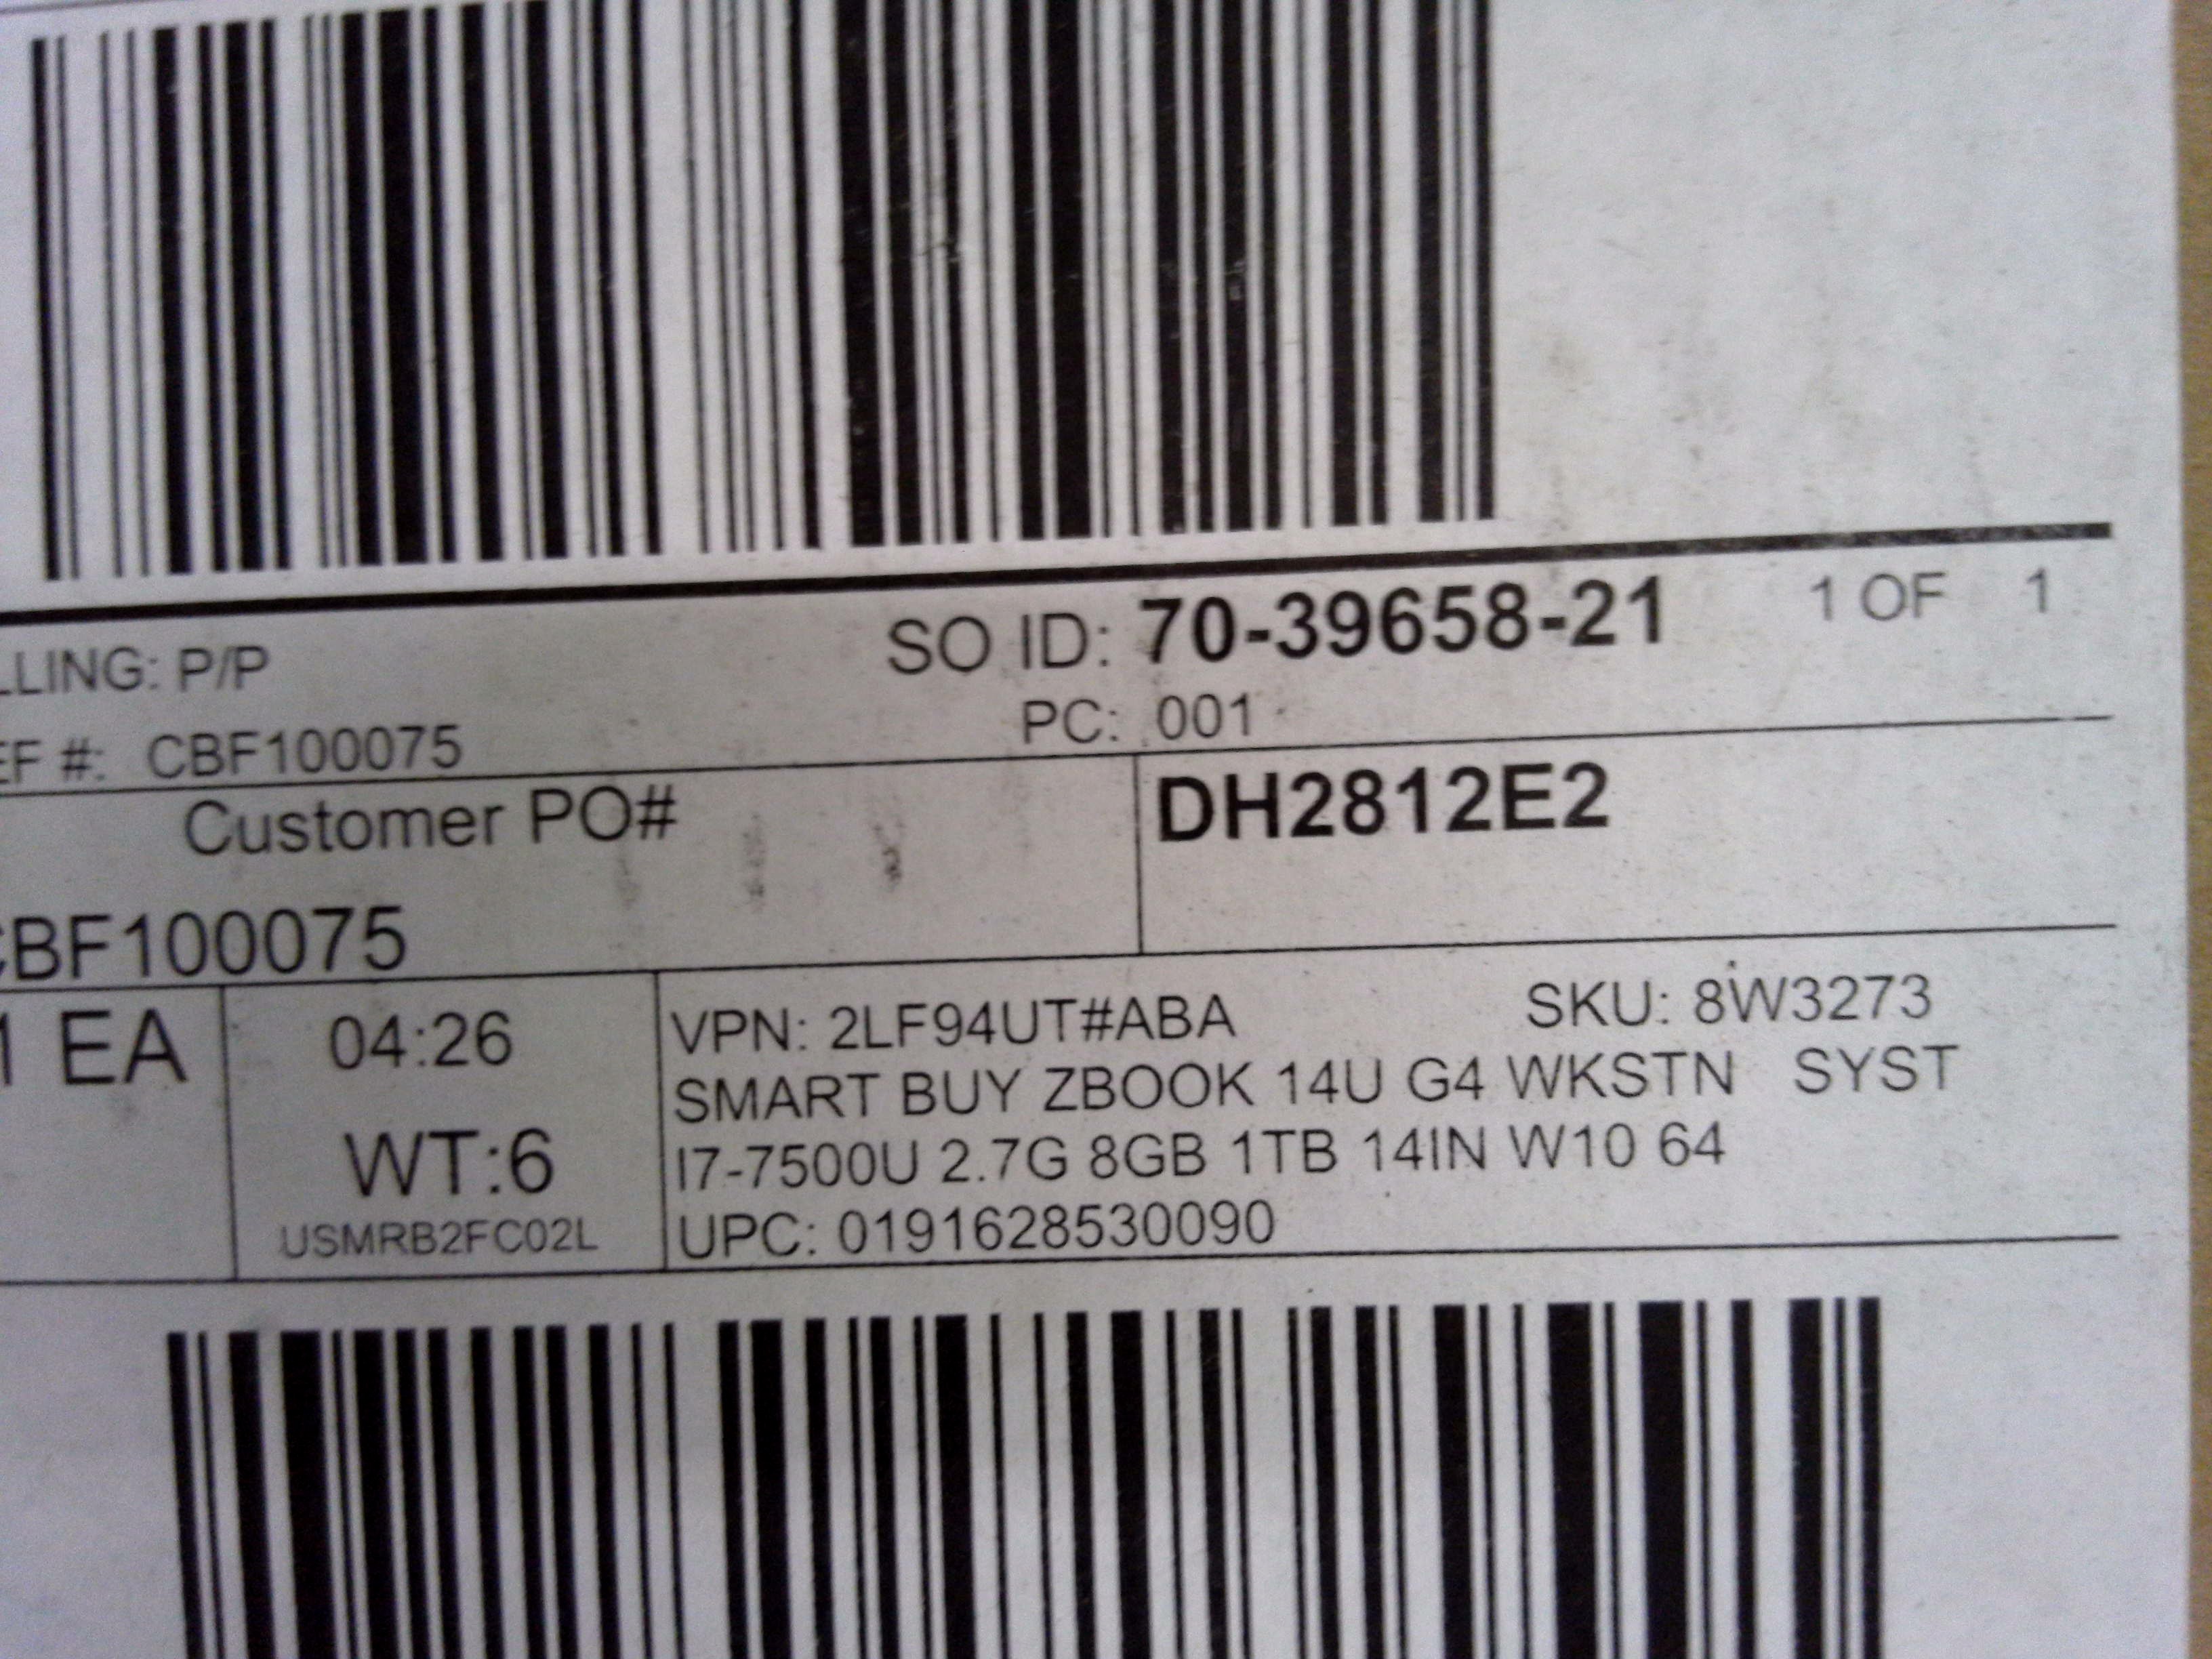 LLING: P/P
SO ID: 70-39658-21 1 OF 1
EF #: CBF100075
PC: 001
Customer PO#
DH2812E2
CBF100075
1 EA
04:26
WT:6
USMRB2FC02L
VPN: 2LF94UT#ABA SKU: 8W3273
SMART BUY ZBOOK 14U G4 WKSTN SYST
I7-7500U 2.7G 8GB 1TB 14IN W10 64
UPC: 0191628530090